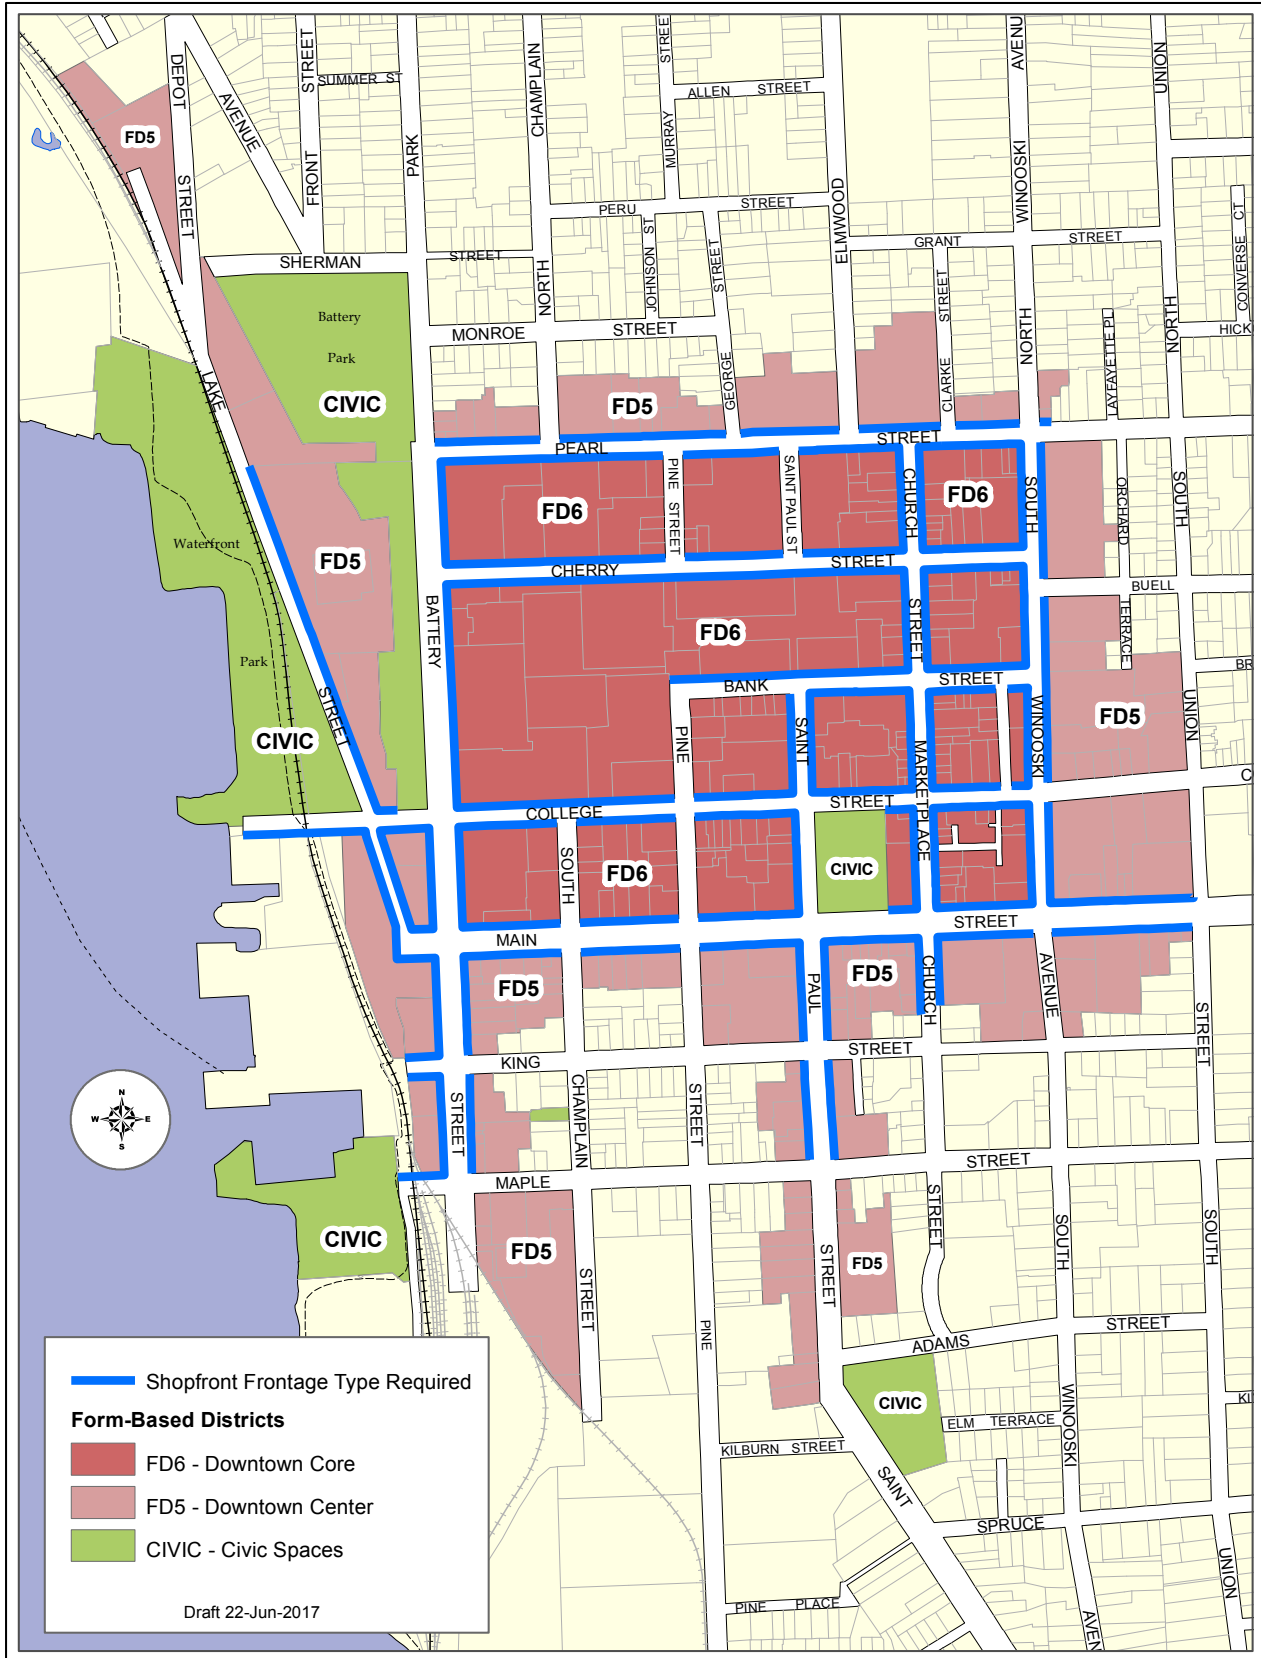 DEPOT
STREET
AVENUE
FRONT
STREET
SUMMER ST
PARK
CHAMPLAIN
NORTH
STREET
MURRAY
ALLEN STREET
ELMWOOD
AVENU
WINOOSKI
NORTH
UNION
NORTH
FD5
PERU STREET
JOHNSON ST
STREET
GEORGE
GRANT STREET
CONVERSE CT
SHERMAN
STREET
STREET
CLARKE
Battery
Park
CIVIC
MONROE STREET
LAYFAYETTE PL
HICK
LAKE
STREET
FD5
PEARL STREET
PINE STREET
SAINT PAUL ST
CHURCH
STREET
MARKETPLACE
FD6
FD6
SOUTH
WINOOSKI
AVENUE
ORCHARD
TERRACE
SOUTH
UNION
STREET
Waterfront
Park
FD5
CHERRY STREET
BUELL
BATTERY
STREET
FD6
BR
BANK STREET
FD5
CIVIC
PINE
STREET
SAINT
PAUL
STREET
COLLEGE STREET
C
SOUTH
CHAMPLAIN
STREET
FD6
CIVIC
MAIN STREET
FD5
FD5
CHURCH
STREET
KING STREET
N
W E
S
MAPLE STREET
CIVIC
FD5
FD5
SOUTH
WINOOSKI
AVEN
SOUTH
UNION
PINE
ADAMS STREET
CIVIC
ELM TERRACE
KI
KILBURN STREET
SAINT
SPRUCE
PINE PLACE
Shopfront Frontage Type Required
Form-Based Districts
FD6 - Downtown Core
FD5 - Downtown Center
CIVIC - Civic Spaces
Draft 22-Jun-2017